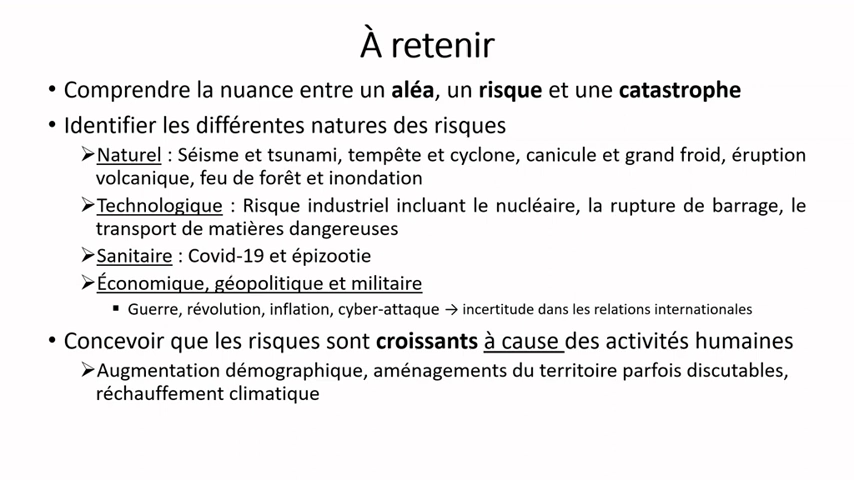 À retenir
• Comprendre la nuance entre un aléa, un risque et une catastrophe
• Identifier les différentes natures des risques
➢Naturel : Séisme et tsunami, tempête et cyclone, canicule et grand froid, éruption
volcanique, feu de forêt et inondation
➢Technologique : Risque industriel incluant le nucléaire, la rupture de barrage, le
transport de matières dangereuses
➢Sanitaire : Covid-19 et épizootie
➢Économique, géopolitique et militaire
▪ Guerre, révolution, inflation, cyber-attaque → incertitude dans les relations internationales
• Concevoir que les risques sont croissants à cause des activités humaines
➢Augmentation démographique, aménagements du territoire parfois discutables,
réchauffement climatique